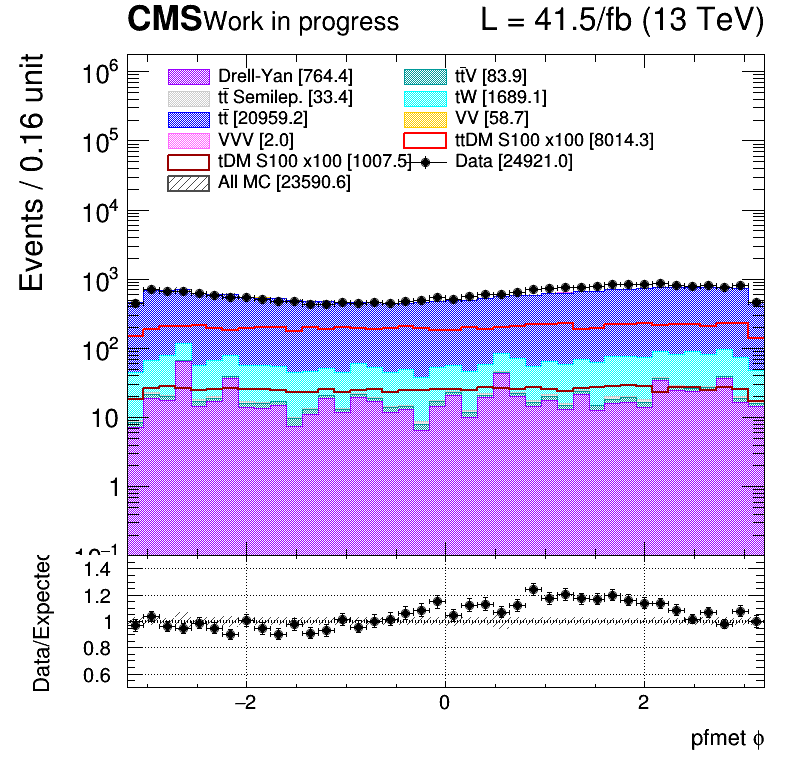 CMS Work in progress L = 41.5/fb (13 TeV)
Events / 0.16 unit
Drell-Yan [764.4] tt̄V [83.9]
tt̄ Semilep. [33.4] tW [1689.1]
tt̄ [20959.2] VV [58.7]
VVV [2.0] ttDM S100 x100 [8014.3]
tDM S100 x100 [1007.5] Data [24921.0]
All MC [23590.6]
10⁶
10⁵
10⁴
10³
10²
10
1
10⁻¹
Data/Expected
1.4
1.2
1
0.8
0.6
−2 0 2
pfmet ϕ